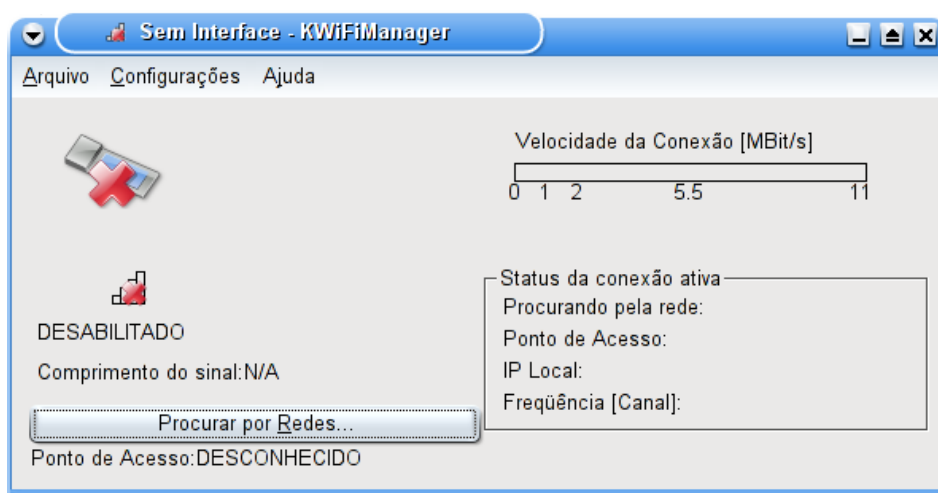 Sem Interface - KWiFiManager
Arquivo Configurações Ajuda
Velocidade da Conexão [MBit/s]
0 1 2 5.5 11
DESABILITADO
Comprimento do sinal:N/A
Procurar por Redes...
Ponto de Acesso:DESCONHECIDO
Status da conexão ativa
Procurando pela rede:
Ponto de Acesso:
IP Local:
Freqüência [Canal]: